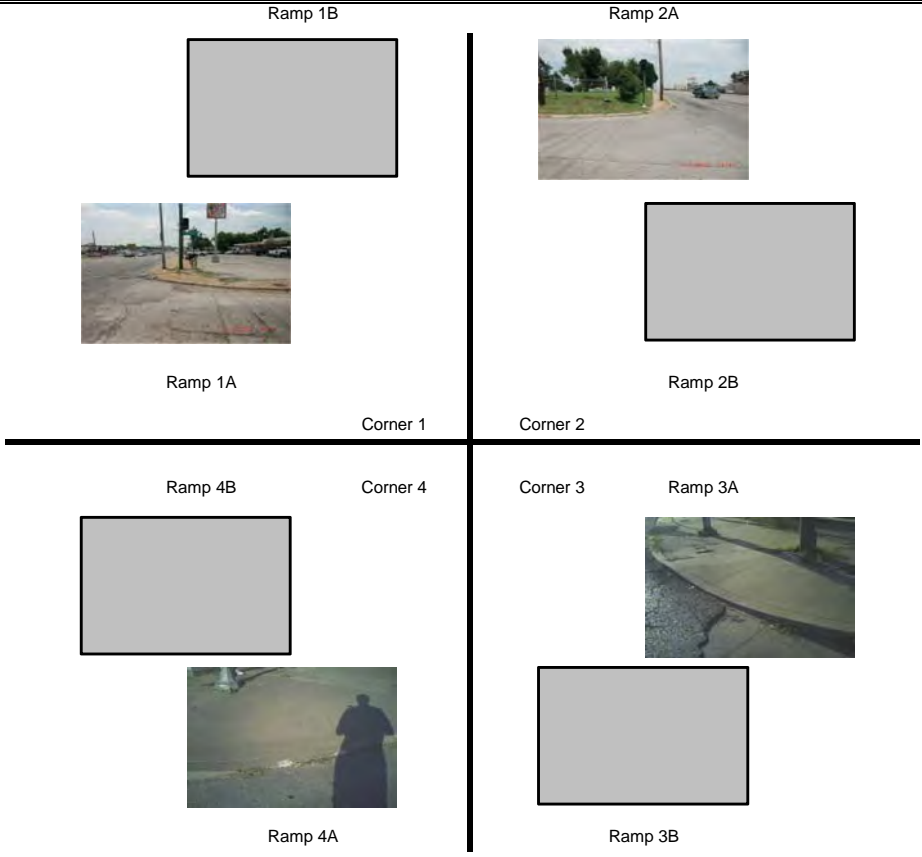 Ramp 1B
Ramp 2A
Ramp 1A
Ramp 2B
Corner 1
Corner 2
Ramp 4B
Corner 4
Corner 3
Ramp 3A
Ramp 4A
Ramp 3B